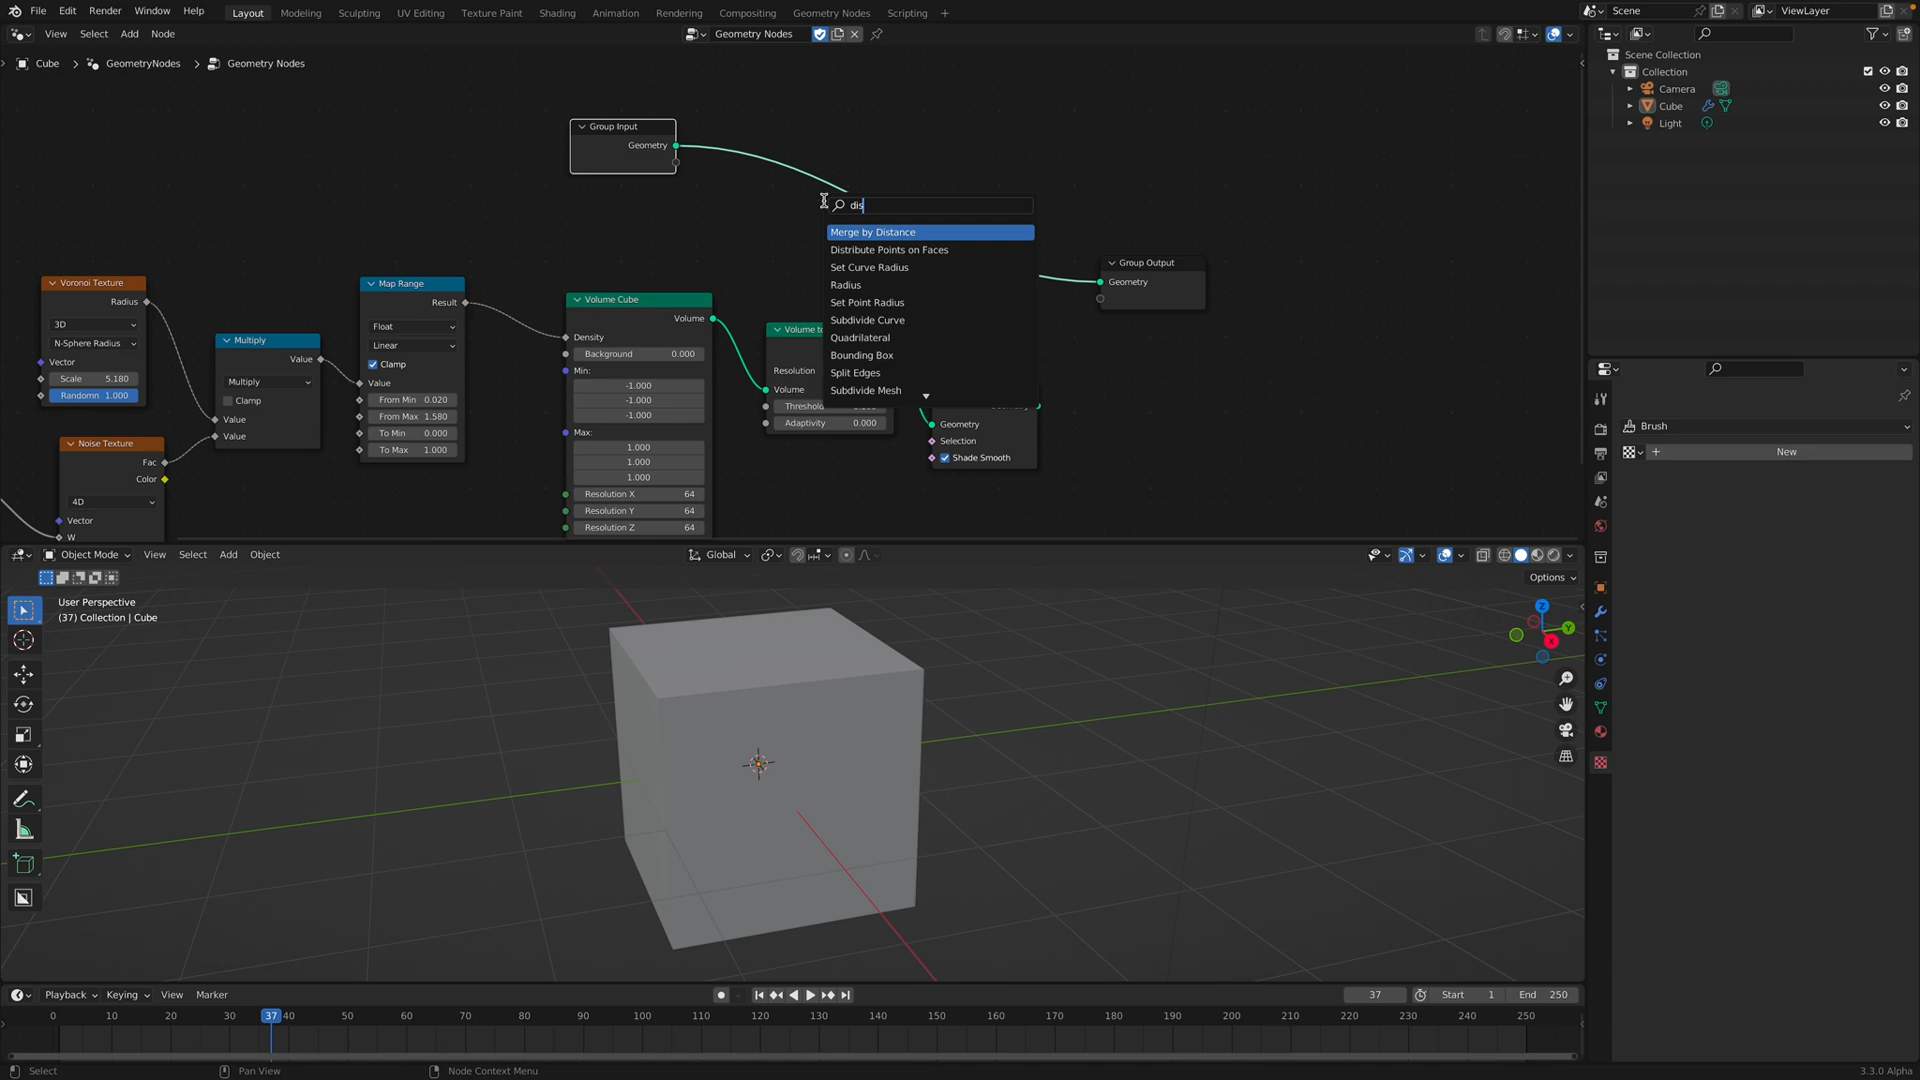 File Edit Render Window Help Layout Modeling Sculpting UV Editing Texture Paint Shading Animation Rendering Compositing Geometry Nodes Scripting + Scene ViewLayer
View Select Add Node Geometry Nodes
Cube > GeometryNodes > Geometry Nodes
Scene Collection
Collection
Camera
Cube
Light
Group Input
Geometry
dis
Merge by Distance
Distribute Points on Faces
Set Curve Radius
Radius
Set Point Radius
Subdivide Curve
Quadrilateral
Bounding Box
Split Edges
Subdivide Mesh
Group Output
Geometry
Voronoi Texture
Radius
3D
N-Sphere Radius
Vector
Scale 5.180
Randomn 1.000
Noise Texture
Fac
Color
4D
Vector
W
Multiply
Value
Multiply
Clamp
Value
Value
Map Range
Result
Float
Linear
Clamp
Value
From Min 0.020
From Max 1.580
To Min 0.000
To Max 1.000
Volume Cube
Volume
Density
Background 0.000
Min:
-1.000
-1.000
-1.000
Max:
1.000
1.000
1.000
Resolution X 64
Resolution Y 64
Resolution Z 64
Volume to
Resolution
Volume
Threshold
Adaptivity 0.000
Geometry
Selection
Shade Smooth
Brush
+ New
Object Mode View Select Add Object Global
Options
User Perspective
(37) Collection | Cube
Z
Y
X
Playback Keying View Marker 37 Start 1 End 250
0 10 20 30 37 40 50 60 70 80 90 100 110 120 130 140 150 160 170 180 190 200 210 220 230 240 250
Select Pan View Node Context Menu 3.3.0 Alpha